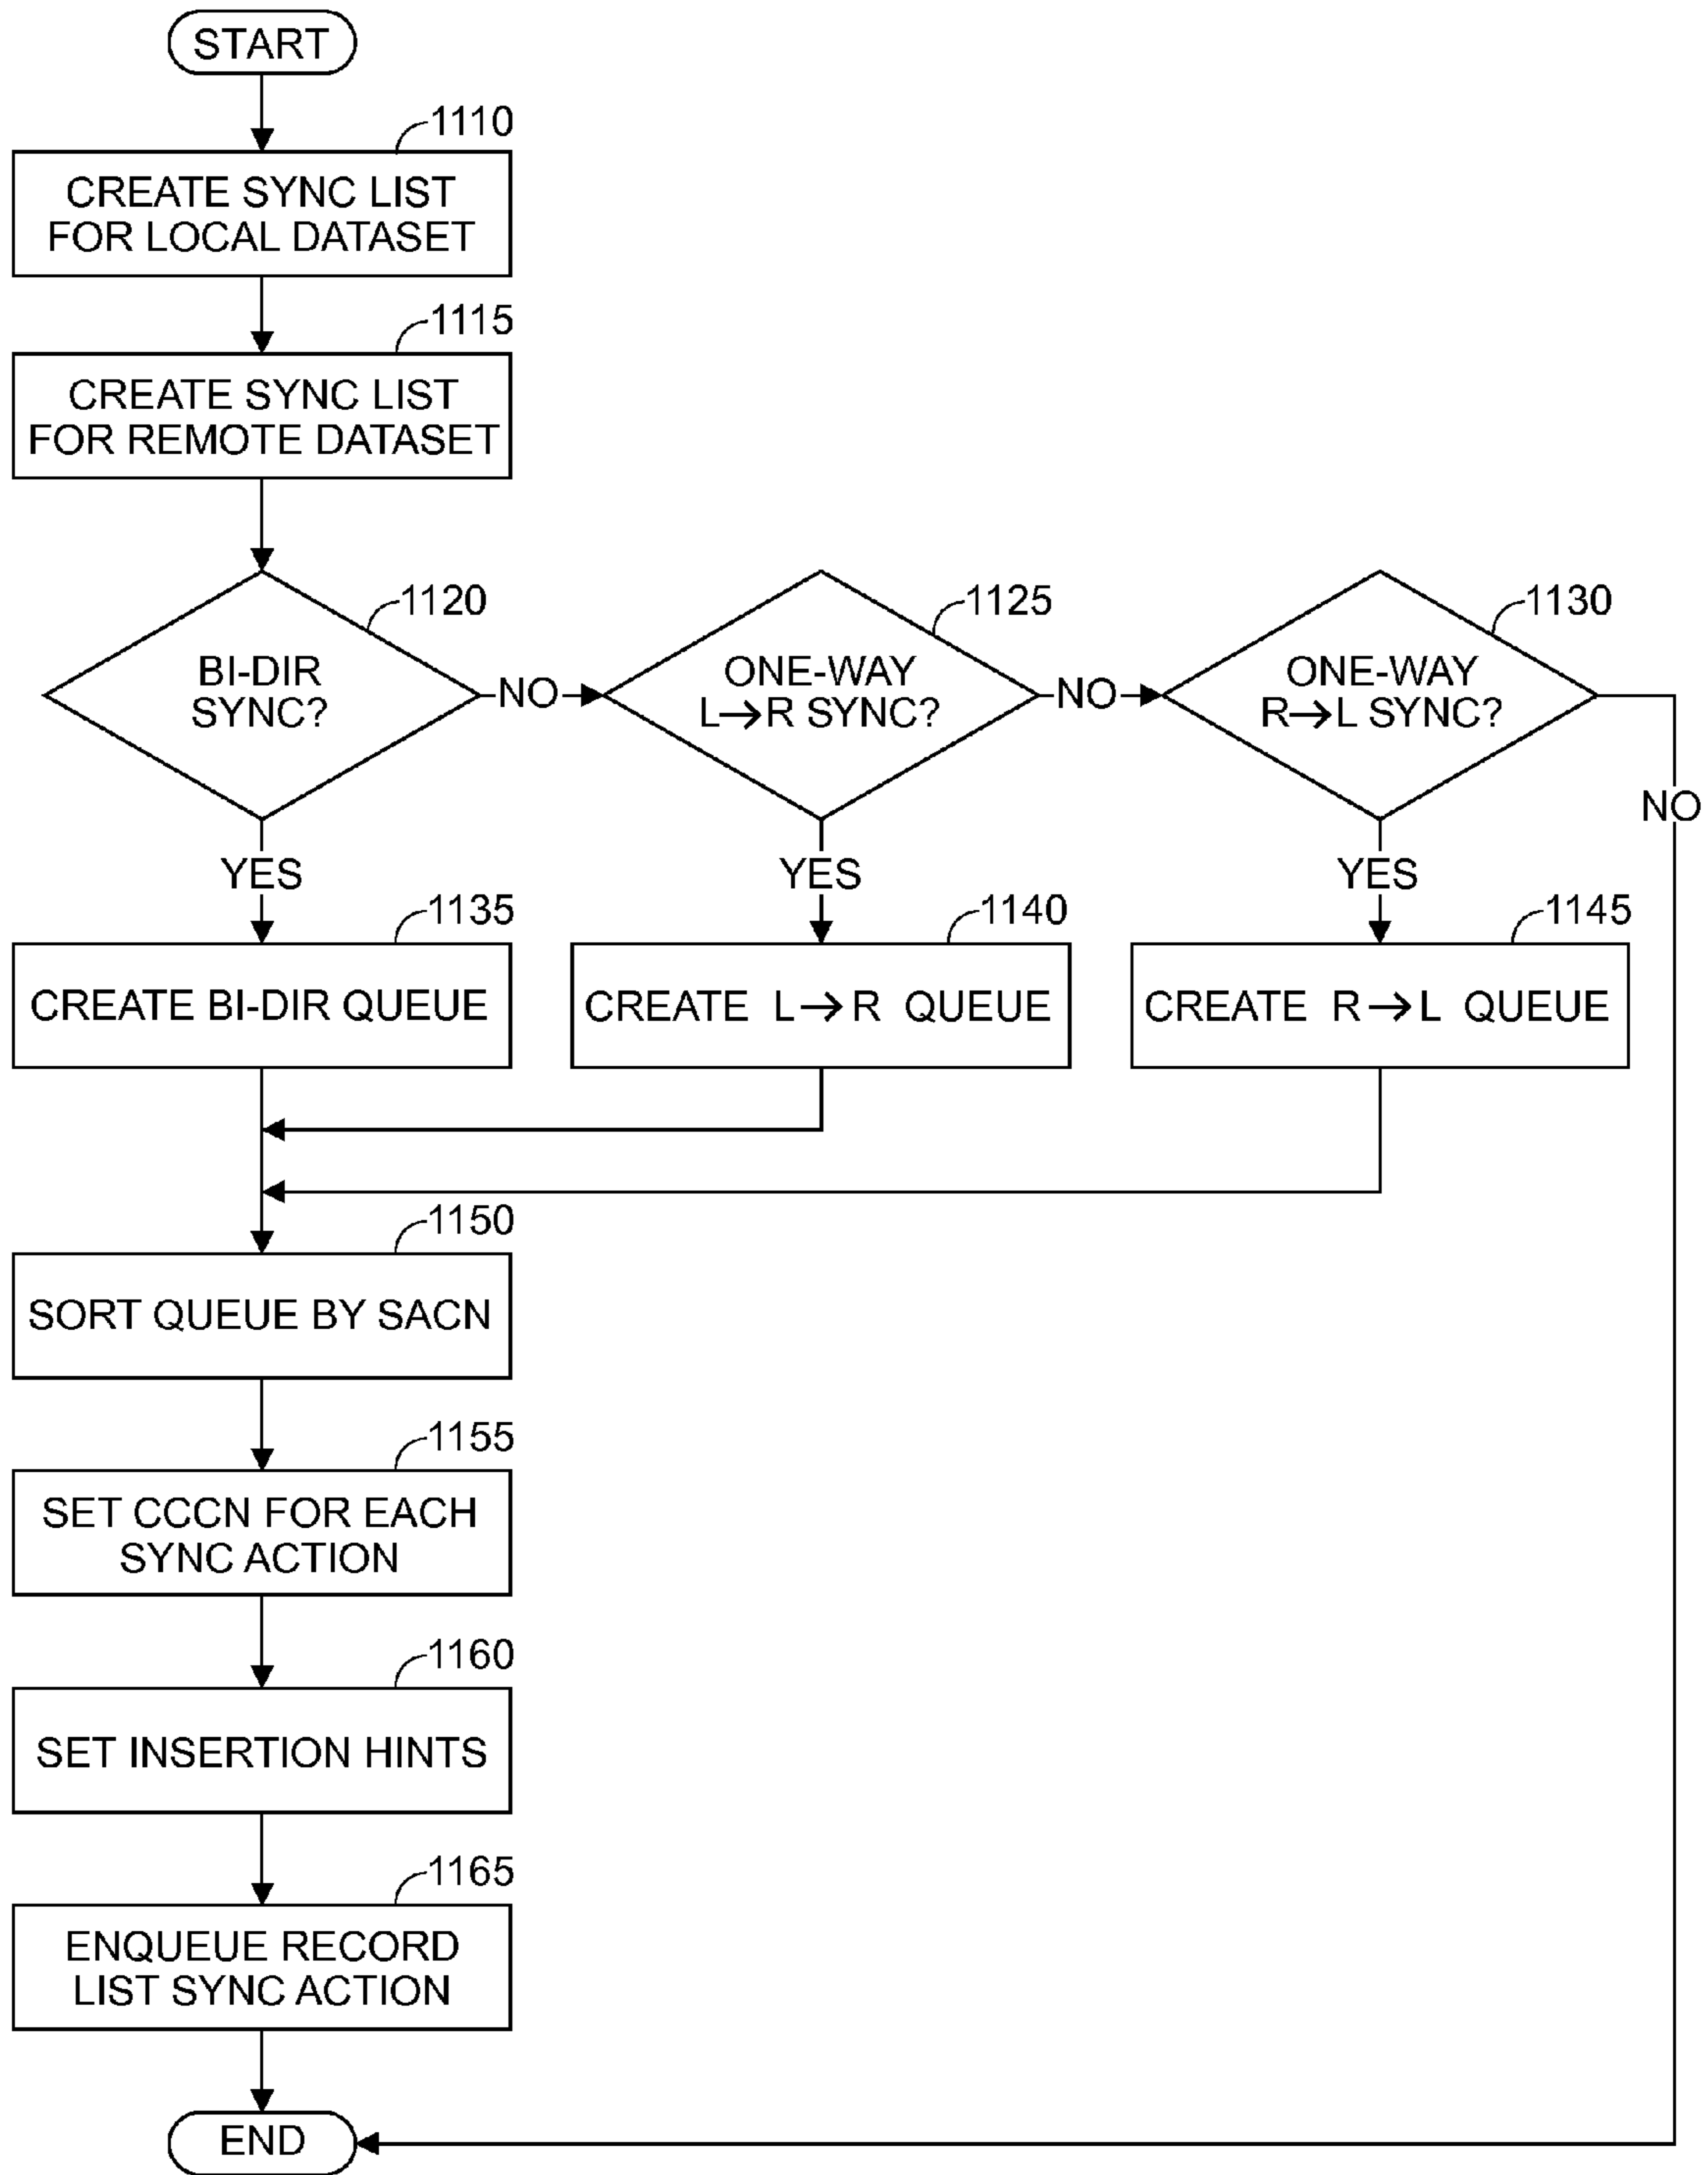 START
1110
CREATE SYNC LIST
FOR LOCAL DATASET
1115
CREATE SYNC LIST
FOR REMOTE DATASET
1120
BI-DIR
SYNC?
NO
1125
ONE-WAY
L→R SYNC?
NO
1130
ONE-WAY
R→L SYNC?
NO
YES
YES
YES
1135
CREATE BI-DIR QUEUE
1140
CREATE L→R QUEUE
1145
CREATE R→L QUEUE
1150
SORT QUEUE BY SACN
1155
SET CCCN FOR EACH
SYNC ACTION
1160
SET INSERTION HINTS
1165
ENQUEUE RECORD
LIST SYNC ACTION
END